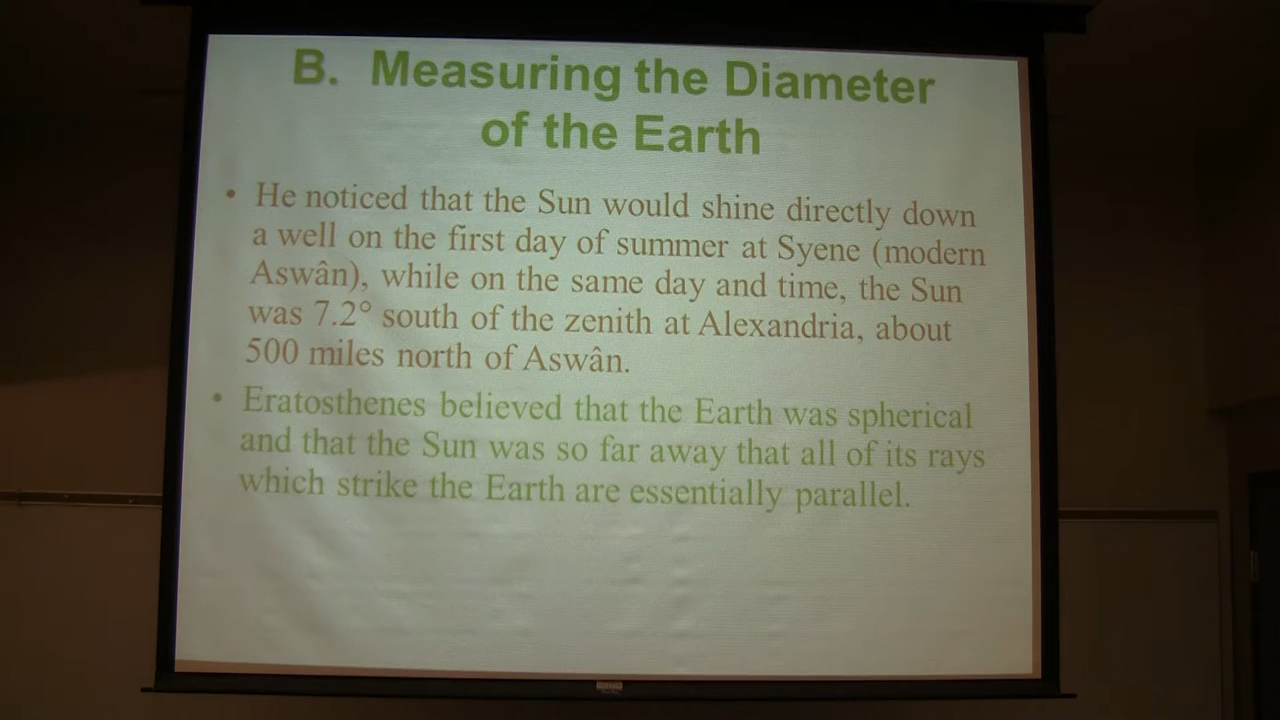 B. Measuring the Diameter
of the Earth
• He noticed that the Sun would shine directly down
a well on the first day of summer at Syene (modern
Aswân), while on the same day and time, the Sun
was 7.2° south of the zenith at Alexandria, about
500 miles north of Aswân.
• Eratosthenes believed that the Earth was spherical
and that the Sun was so far away that all of its rays
which strike the Earth are essentially parallel.